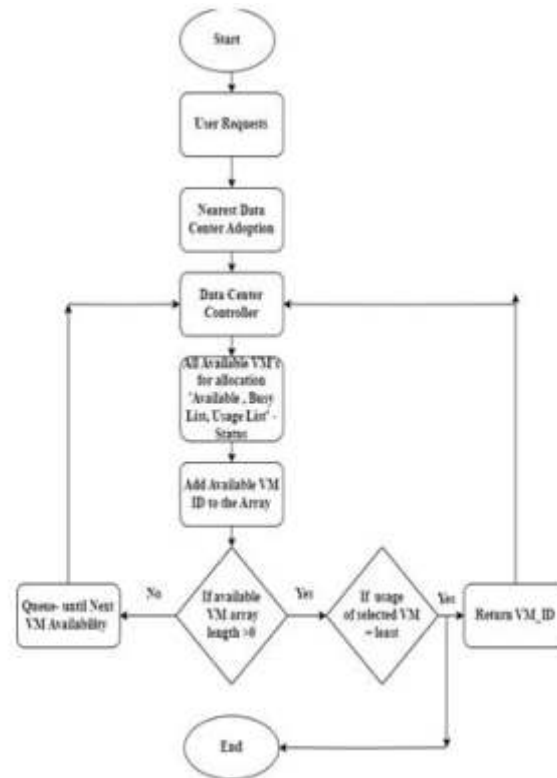 Start
User Requests
Nearest Data
Center Adoption
Data Center
Controller
All Available VM's
for allocation
'Available , Busy
List, Usage List' -
Status
Add Available VM
ID to the Array
No
If available
VM array
length >0
Yes
If usage
of selected VM
= least
Yes
Queue- until Next
VM Availability
Return VM_ID
End